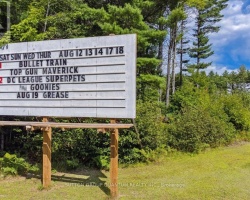 SAT SUN WED THUR AUG 12 13 14 17 18
BULLET TRAIN
TOP GUN MAVERICK
DC LEAGUE SUPERPETS
THE GOONIES
AUG 19 GREASE